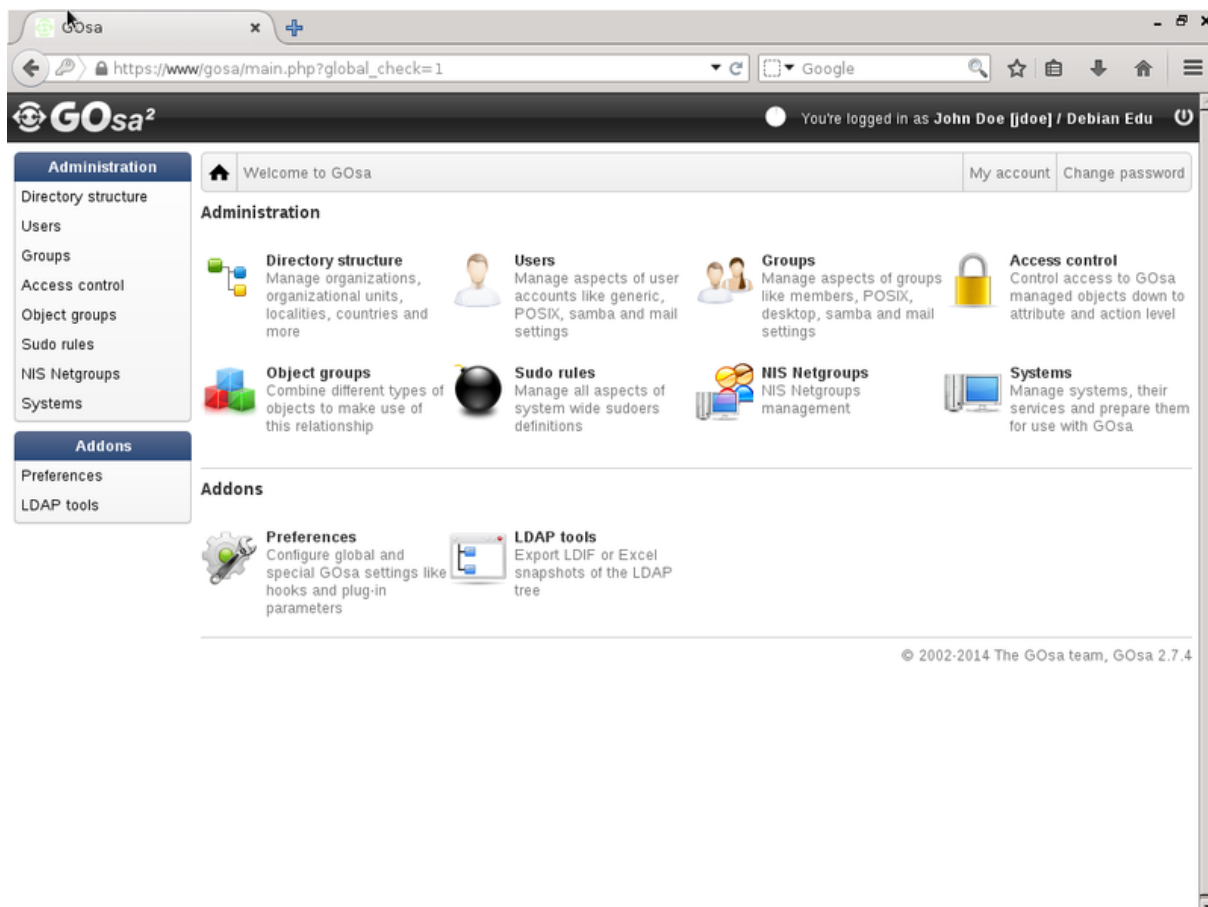 GOsa
https://www/gosa/main.php?global_check=1
Google
GOsa²
You're logged in as John Doe [jdoe] / Debian Edu
Administration
Directory structure
Users
Groups
Access control
Object groups
Sudo rules
NIS Netgroups
Systems
Addons
Preferences
LDAP tools
Welcome to GOsa
My account
Change password
Administration
Directory structure
Manage organizations,
organizational units,
localities, countries and
more
Users
Manage aspects of user
accounts like generic,
POSIX, samba and mail
settings
Groups
Manage aspects of groups
like members, POSIX,
desktop, samba and mail
settings
Access control
Control access to GOsa
managed objects down to
attribute and action level
Object groups
Combine different types of
objects to make use of
this relationship
Sudo rules
Manage all aspects of
system wide sudoers
definitions
NIS Netgroups
NIS Netgroups
management
Systems
Manage systems, their
services and prepare them
for use with GOsa
Addons
Preferences
Configure global and
special GOsa settings like
hooks and plug-in
parameters
LDAP tools
Export LDIF or Excel
snapshots of the LDAP
tree
© 2002-2014 The GOsa team, GOsa 2.7.4